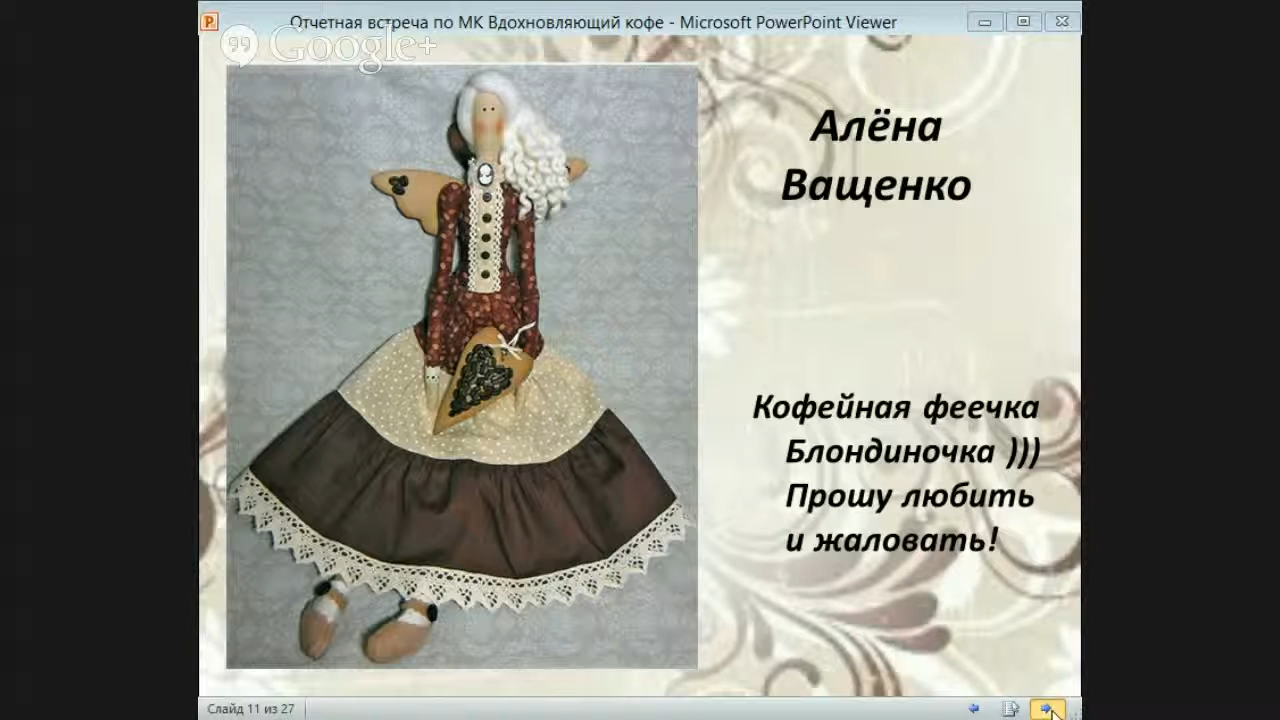 Отчетная встреча по МК Вдохновляющий кофе - Microsoft PowerPoint Viewer
Google+
Алёна
Ващенко
Кофейная феечка
Блондиночка )))
Прошу любить
и жаловать!
Слайд 11 из 27